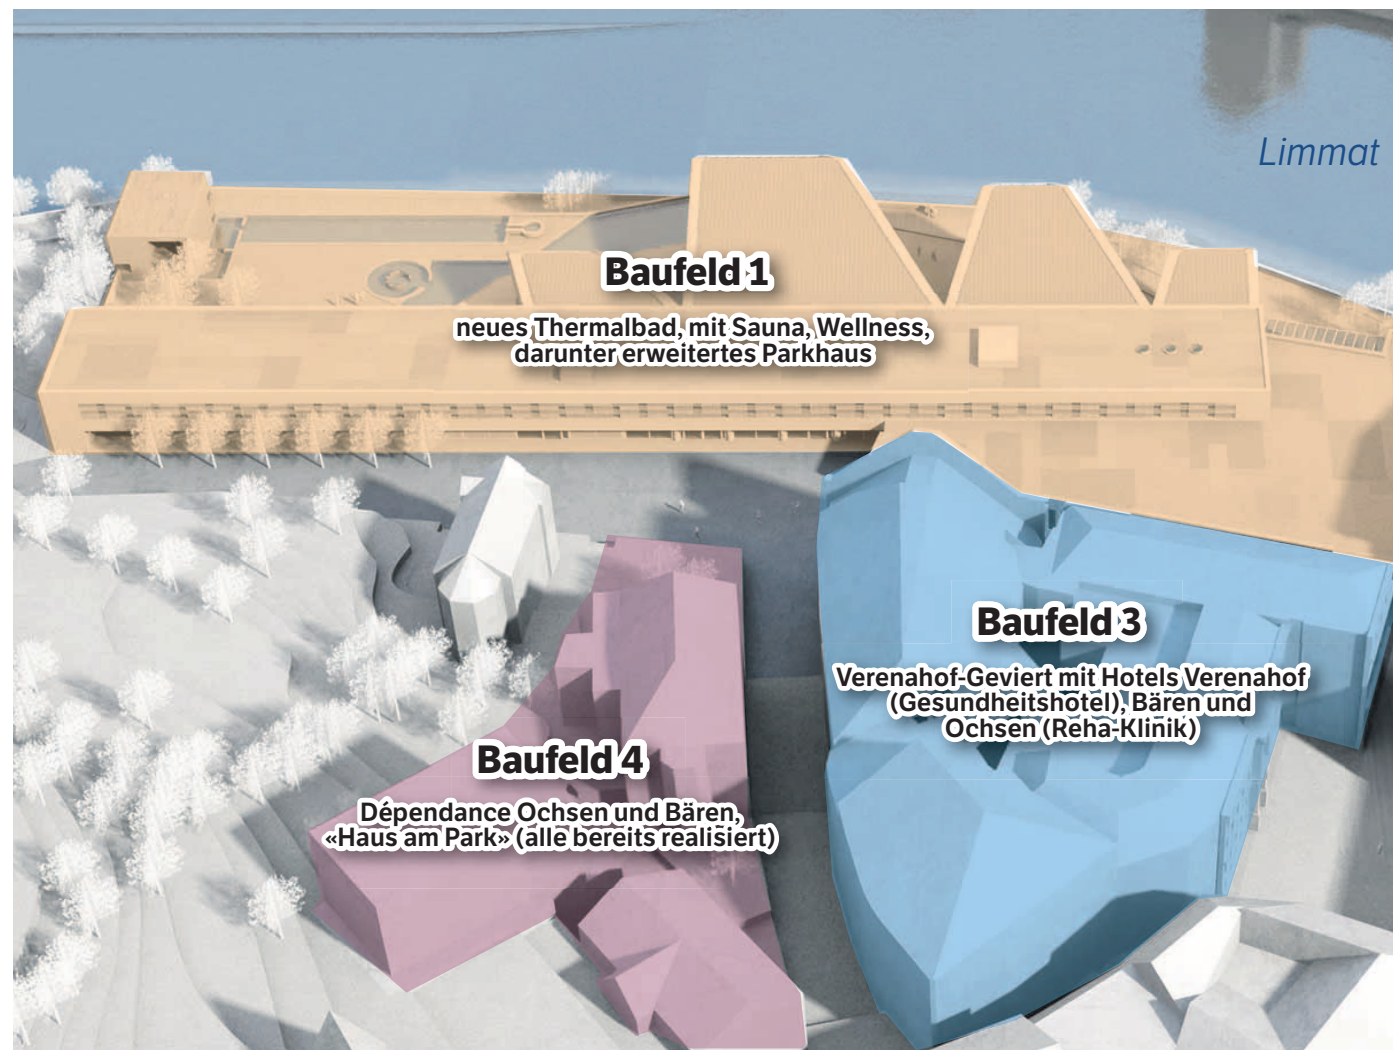 Limmat
Baufeld 1
neues Thermalbad, mit Sauna, Wellness,
darunter erweitertes Parkhaus
Baufeld 3
Verenahof-Geviert mit Hotels Verenahof
(Gesundheitshotel), Bären und
Ochsen (Reha-Klinik)
Baufeld 4
Dépendance Ochsen und Bären,
«Haus am Park» (alle bereits realisiert)